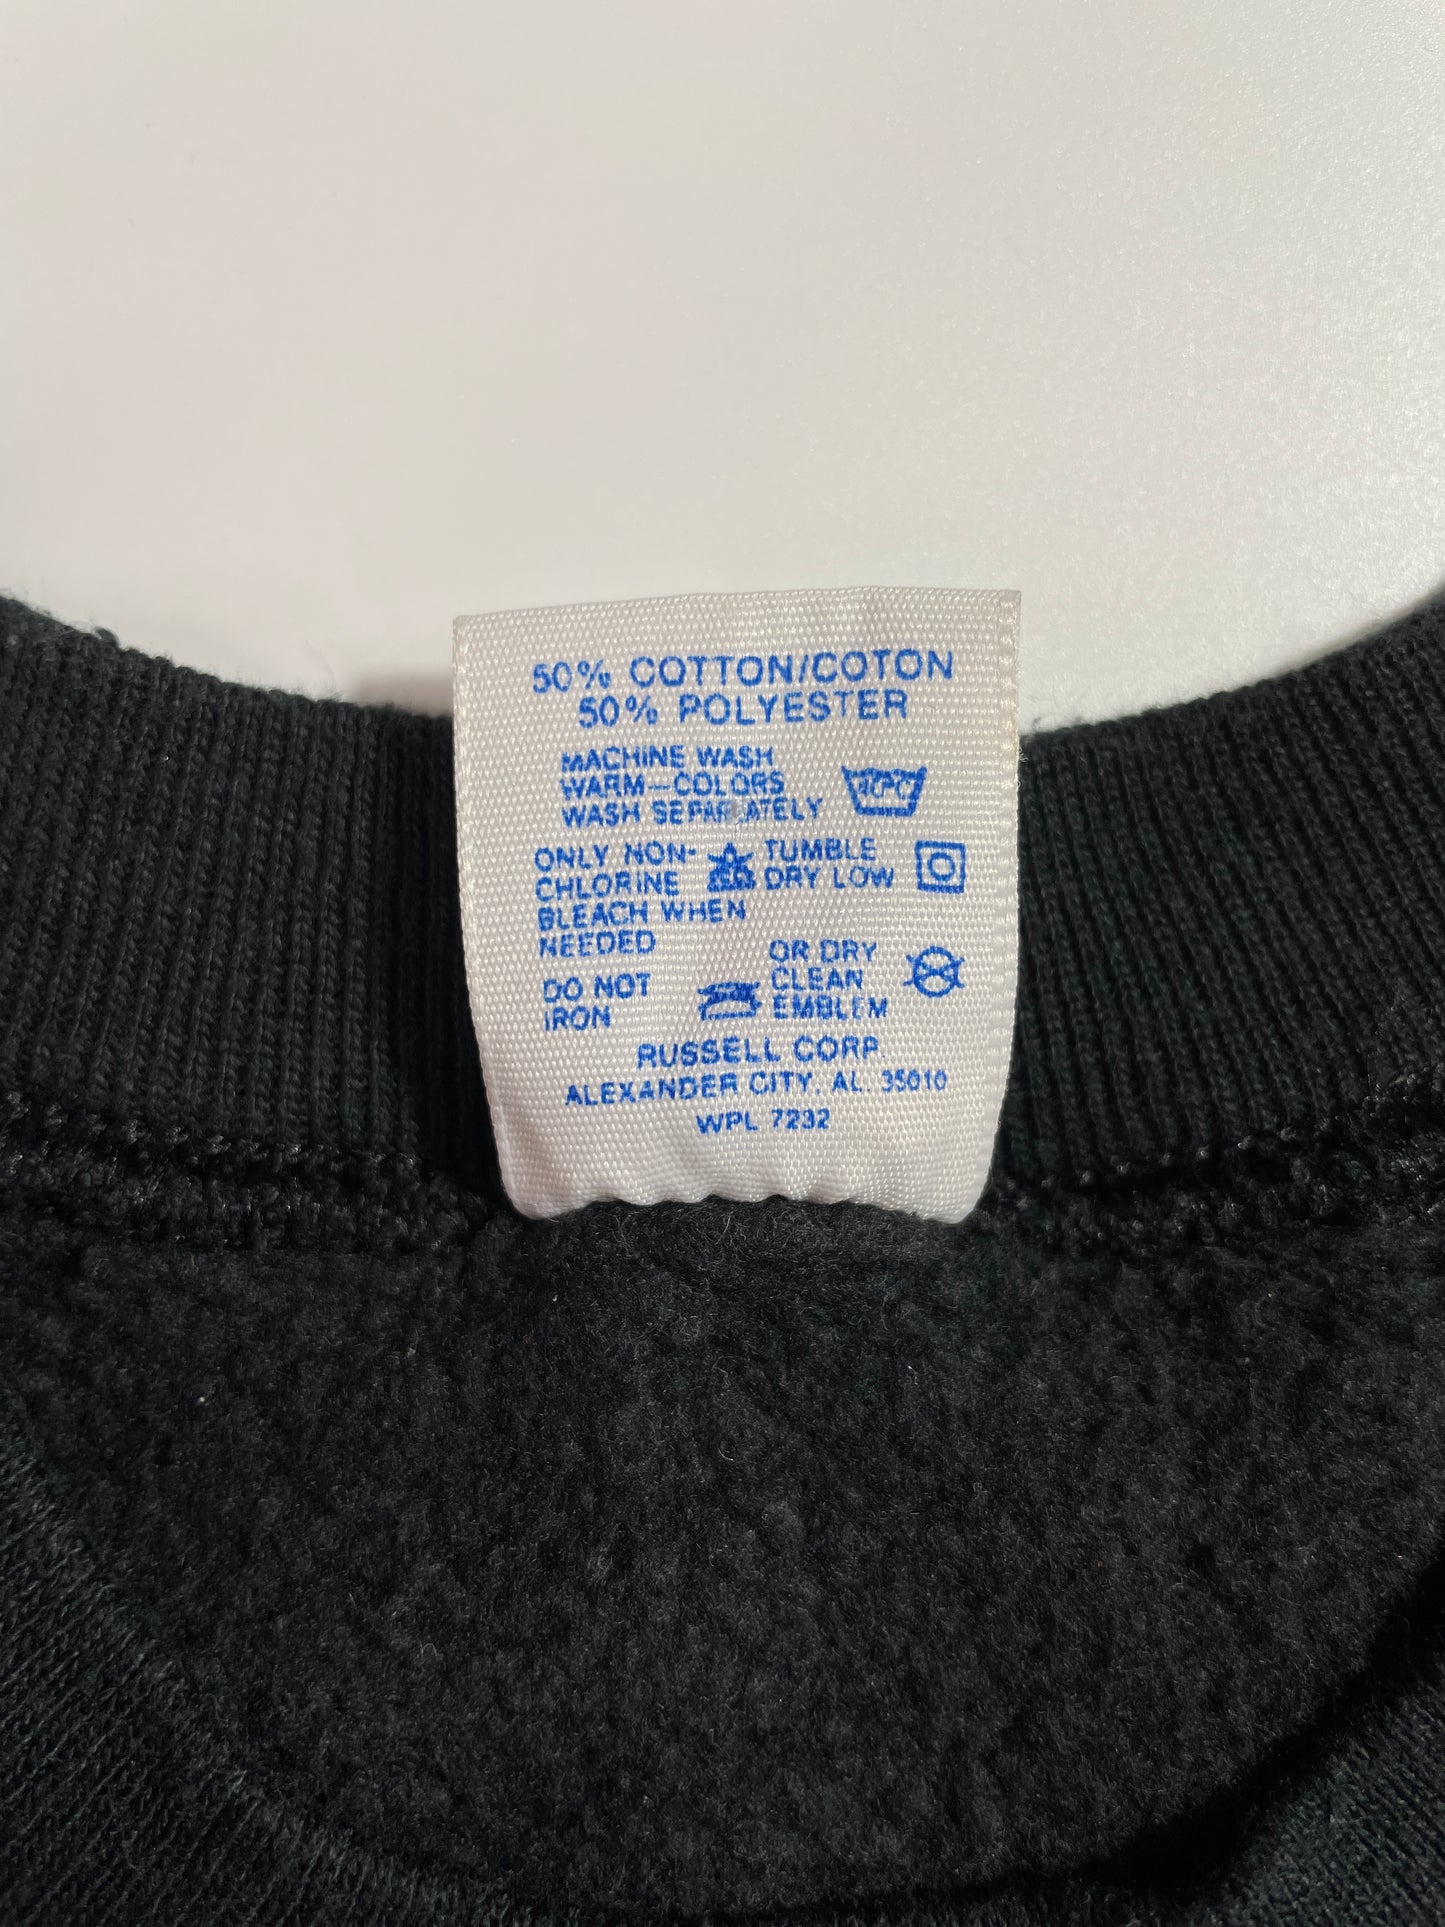 50% COTTON/COTON
50% POLYESTER
MACHINE WASH
WARM—COLORS
WASH SEPARATELY
40°C
ONLY NON-
CHLORINE
BLEACH WHEN
NEEDED
TUMBLE
DRY LOW
DO NOT
IRON
OR DRY
CLEAN
EMBLEM
RUSSELL CORP.
ALEXANDER CITY, AL. 35010
WPL 7232